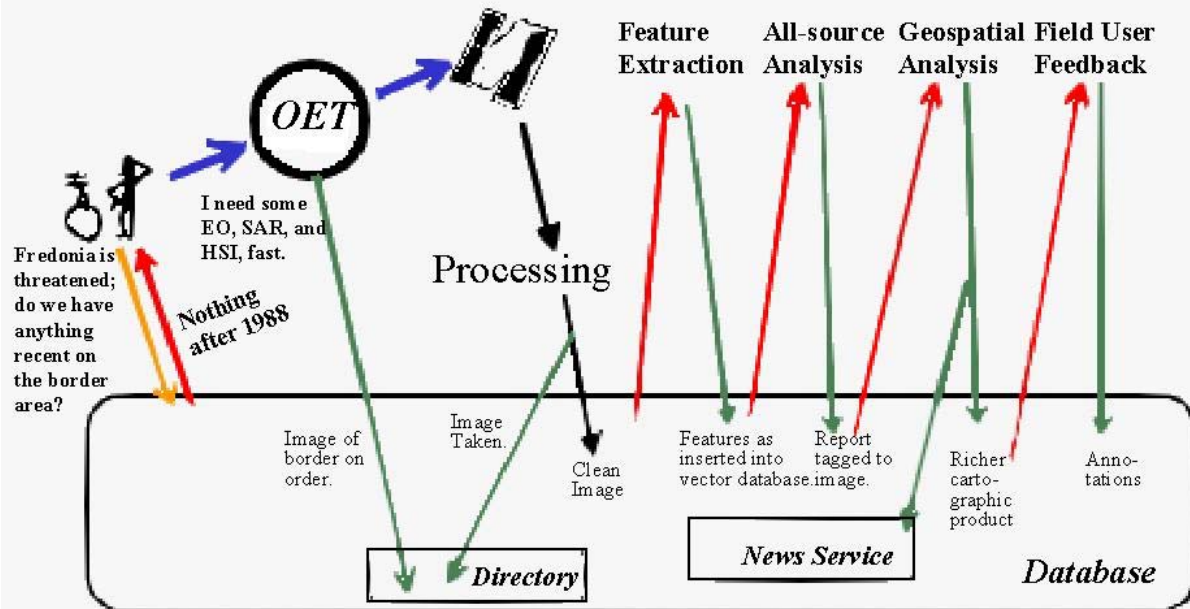 Feature
Extraction
All-source
Analysis
Geospatial
Analysis
Field User
Feedback
OET
I need some
EO, SAR, and
HSI, fast.
Fredonia is
threatened;
do we have
anything
recent on
the border
area?
Nothing
after 1988
Processing
Image of
border on
order.
Image
Taken.
Clean
Image
Features as
inserted into
vector database.
Report
tagged to
image.
Richer
carto-
graphic
product
Anno-
tations
Directory
News Service
Database